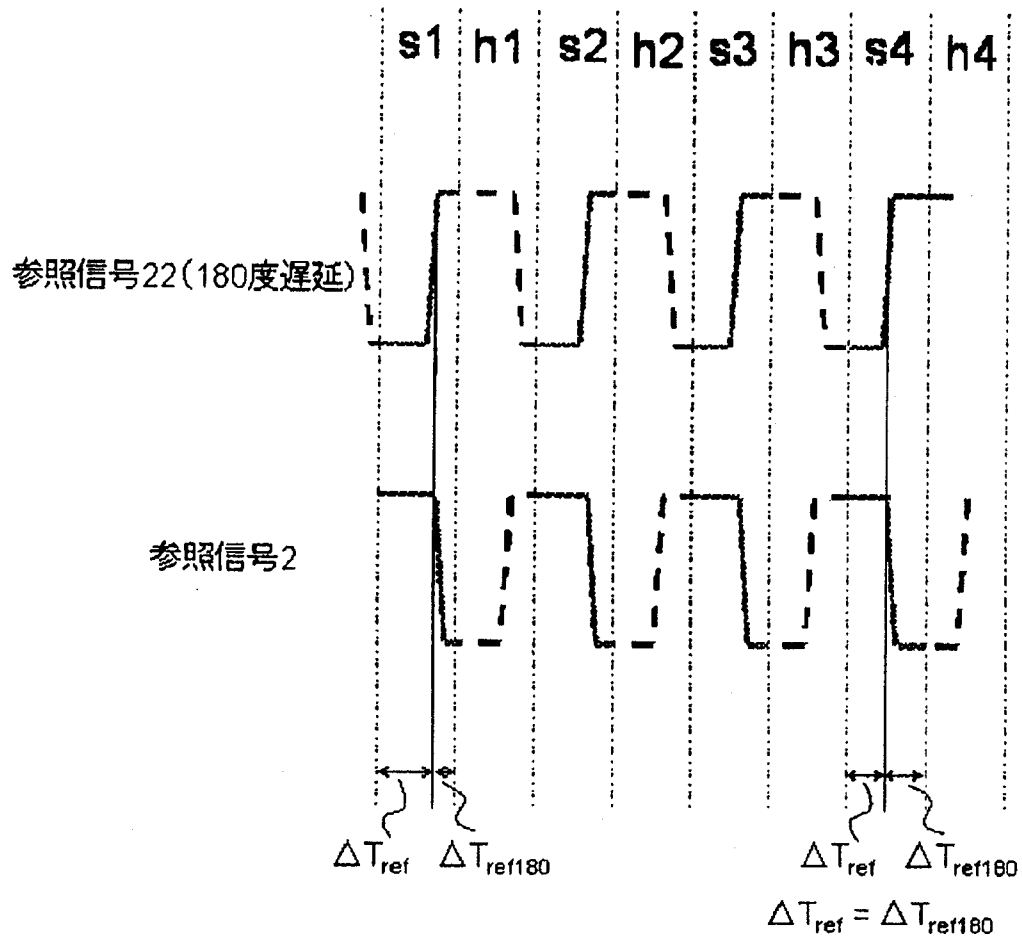 s1 h1 s2 h2 s3 h3 s4 h4
参照信号22(180度遅延)
参照信号2
ΔTref ΔTref180 ΔTref ΔTref180
ΔTref = ΔTref180